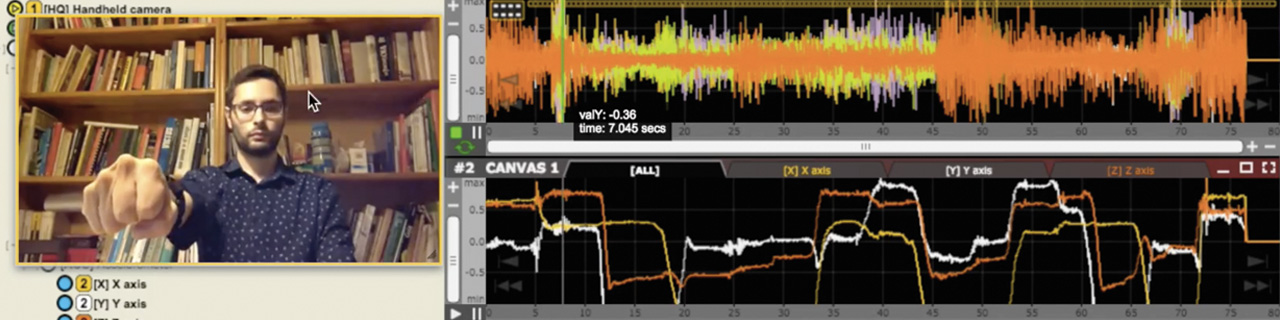 1 [HQ] Handheld camera
2 [X] X axis
2 [Y] Y axis
max
0.5
0.0
-0.5
min
valY: -0.36
time: 7.045 secs
0 5 20 25 30 35 40 45 50 55 60 65 70 75 80
#2 CANVAS 1 [ALL] [X] X axis [Y] Y axis [Z] Z axis
max
0.5
0.0
-0.5
min
0 5 10 15 20 25 30 35 40 45 50 55 60 65 70 75 80